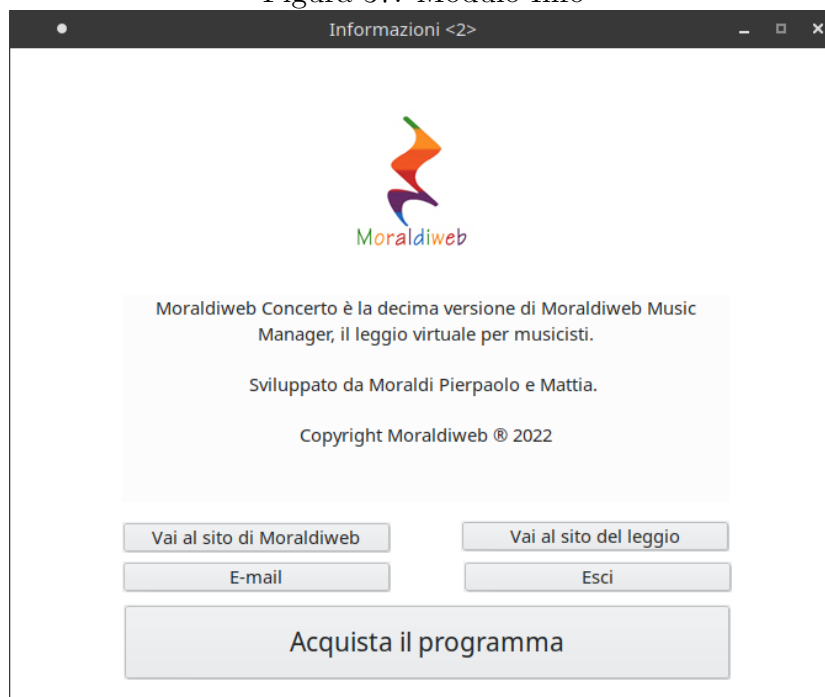 Informazioni <2>
Moraldiweb
Moraldiweb Concerto è la decima versione di Moraldiweb Music
Manager, il leggio virtuale per musicisti.
Sviluppato da Moraldi Pierpaolo e Mattia.
Copyright Moraldiweb ® 2022
Vai al sito di Moraldiweb
Vai al sito del leggio
E-mail
Esci
Acquista il programma